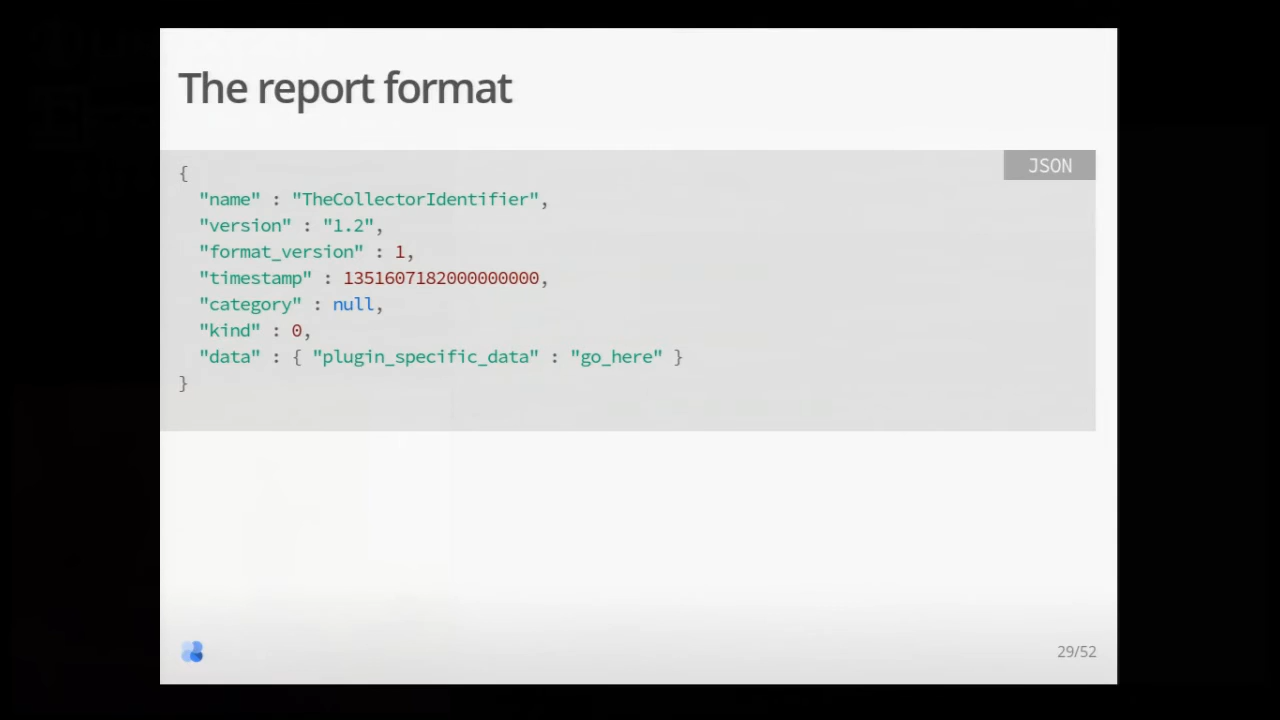 The report format
JSON
{
"name" : "TheCollectorIdentifier",
"version" : "1.2",
"format_version" : 1,
"timestamp" : 1351607182000000000,
"category" : null,
"kind" : 0,
"data" : { "plugin_specific_data" : "go_here" }
}
29/52